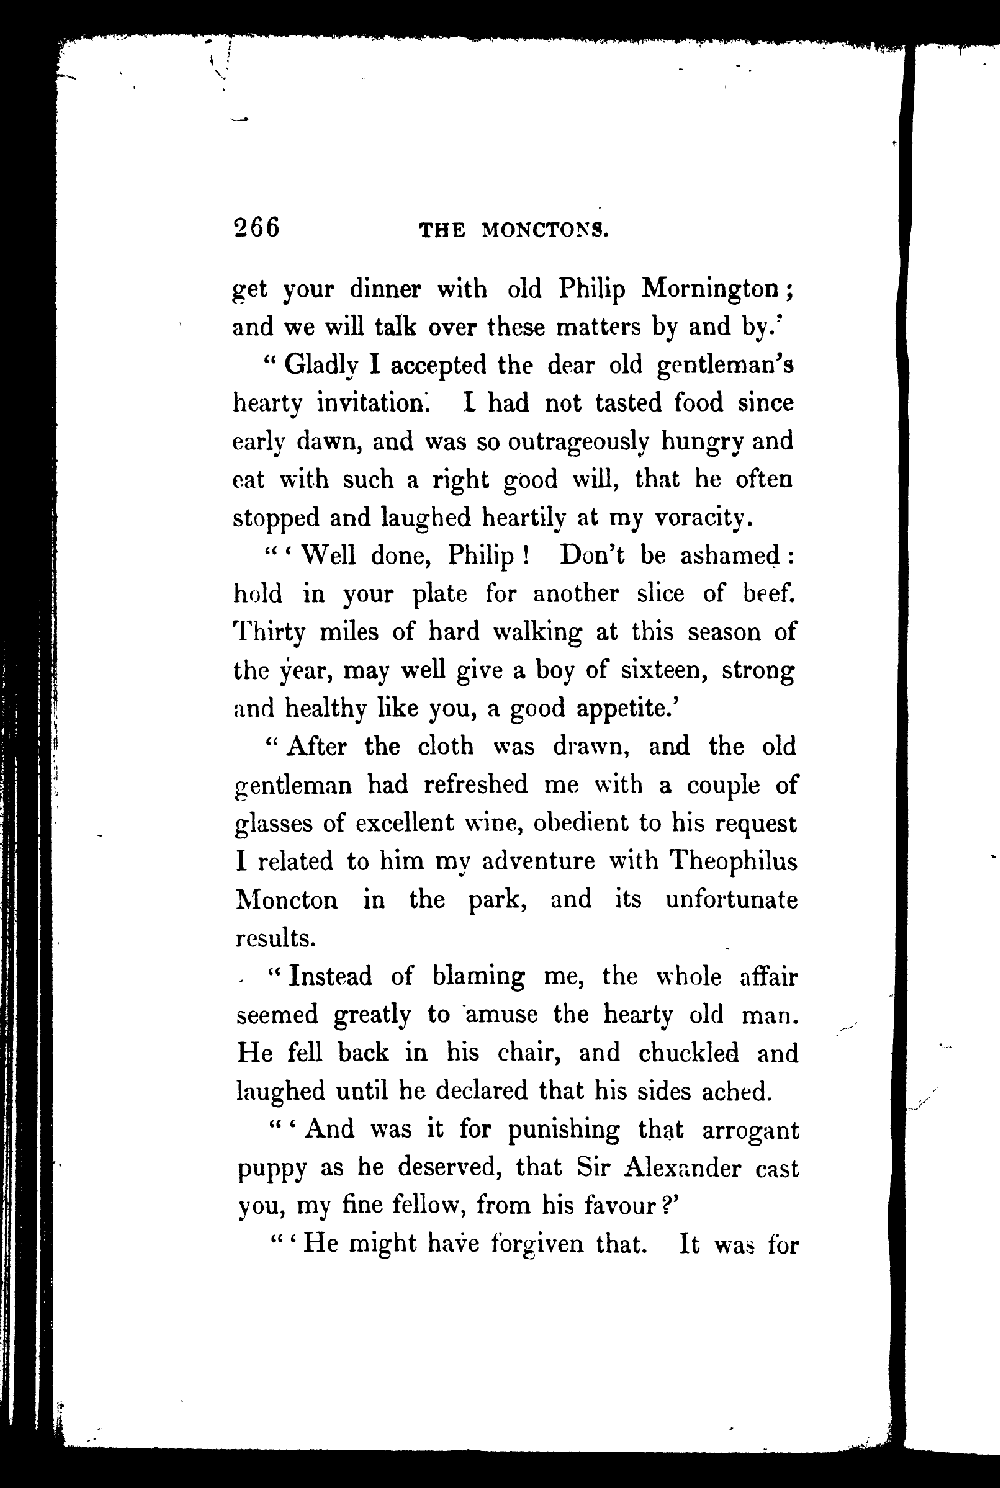 266 THE MONCTONS.
get your dinner with old Philip Mornington ;
and we will talk over these matters by and by.’
“ Gladly I accepted the dear old gentleman’s
hearty invitation. I had not tasted food since
early dawn, and was so outrageously hungry and
eat with such a right good will, that he often
stopped and laughed heartily at my voracity.
“ ‘ Well done, Philip ! Don’t be ashamed :
hold in your plate for another slice of beef.
Thirty miles of hard walking at this season of
the year, may well give a boy of sixteen, strong
and healthy like you, a good appetite.’
“ After the cloth was drawn, and the old
gentleman had refreshed me with a couple of
glasses of excellent wine, obedient to his request
I related to him my adventure with Theophilus
Moncton in the park, and its unfortunate
results.
“ Instead of blaming me, the whole affair
seemed greatly to amuse the hearty old man.
He fell back in his chair, and chuckled and
laughed until he declared that his sides ached.
“ ‘ And was it for punishing that arrogant
puppy as he deserved, that Sir Alexander cast
you, my fine fellow, from his favour ?’
“ ‘ He might have forgiven that. It was for